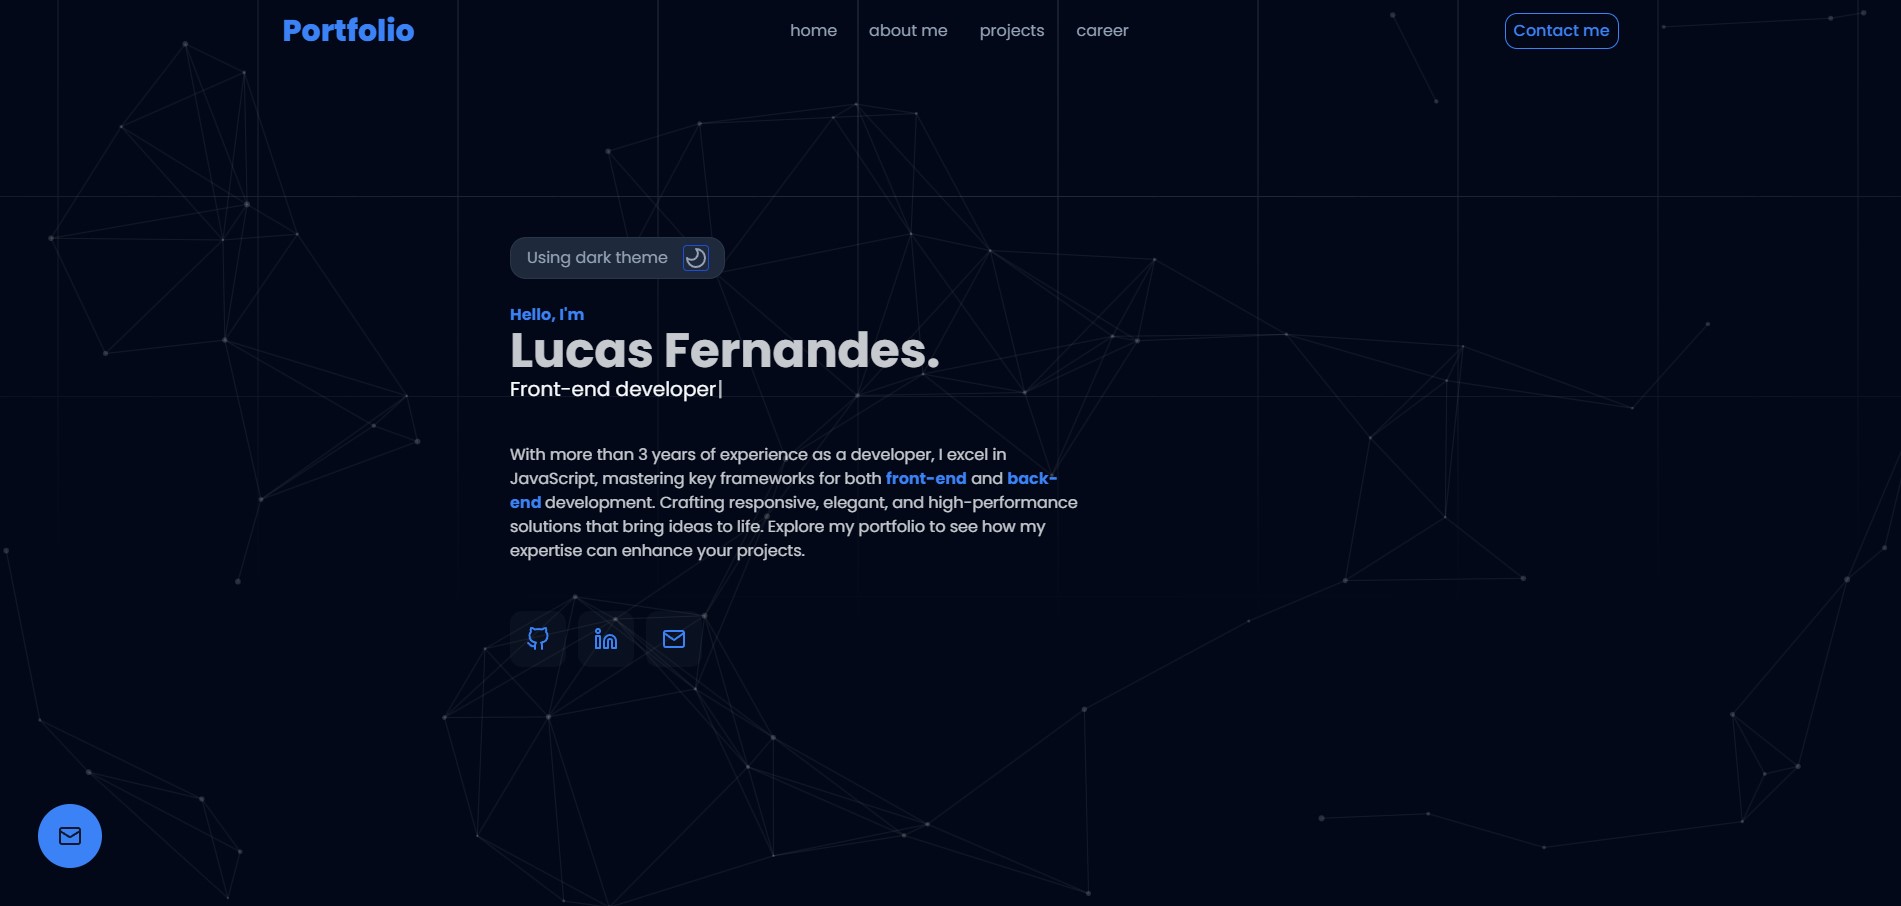 Portfolio
home about me projects career
Contact me
Using dark theme
Hello, I'm
Lucas Fernandes.
Front-end developer|
With more than 3 years of experience as a developer, I excel in
JavaScript, mastering key frameworks for both front-end and back-
end development. Crafting responsive, elegant, and high-performance
solutions that bring ideas to life. Explore my portfolio to see how my
expertise can enhance your projects.